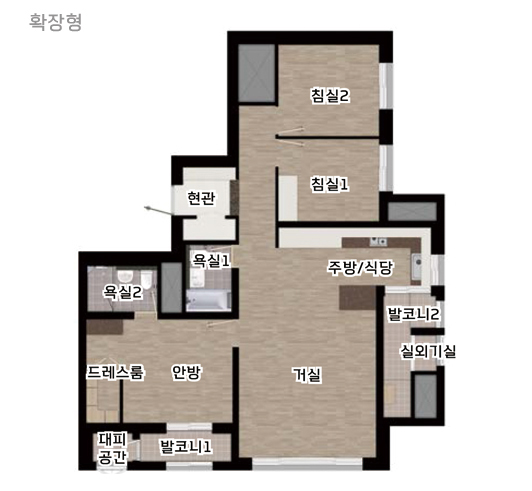 확장형
침실2
침실1
현관
욕실1
주방/식당
욕실2
발코니2
실외기실
드레스룸
안방
거실
대피
공간
발코니1